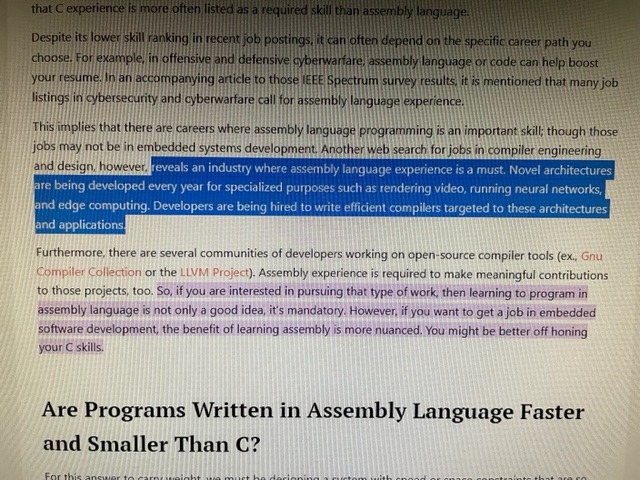 that C experience is more often listed as a required skill than assembly language.
Despite its lower skill ranking in recent job postings, it can often depend on the specific career path you
choose. For example, in offensive and defensive cyberwarfare, assembly language or code can help boost
your resume. In an accompanying article to those IEEE Spectrum survey results, it is mentioned that many job
listings in cybersecurity and cyberwarfare call for assembly language experience.
This implies that there are careers where assembly language programming is an important skill; though those
jobs may not be in embedded systems development. Another web search for jobs in compiler engineering
and design, however, reveals an industry where assembly language experience is a must. Novel architectures
are being developed every year for specialized purposes such as rendering video, running neural networks,
and edge computing. Developers are being hired to write efficient compilers targeted to these architectures
and applications.
Furthermore, there are several communities of developers working on open-source compiler tools (ex., Gnu
Compiler Collection or the LLVM Project). Assembly experience is required to make meaningful contributions
to those projects, too. So, if you are interested in pursuing that type of work, then learning to program in
assembly language is not only a good idea, it's mandatory. However, if you want to get a job in embedded
software development, the benefit of learning assembly is more nuanced. You might be better off honing
your C skills.
Are Programs Written in Assembly Language Faster
and Smaller Than C?
For this answer to carry weight, we must be designing a system with speed or space constraints that are so